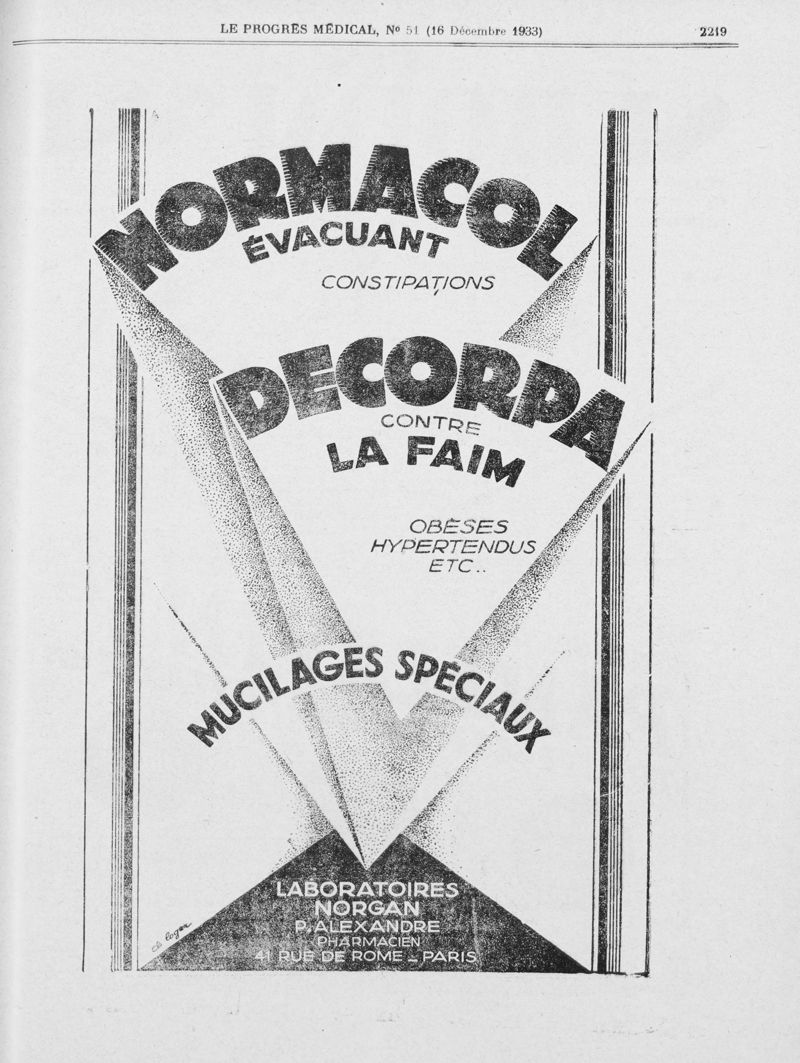 LE PROGRÈS MÉDICAL, Nº 51 (16 Décembre 1933) 2219
NORMACOL
ÉVACUANT
CONSTIPATIONS
DECORPA
CONTRE
LA FAIM
OBÈSES
HYPERTENDUS
ETC..
MUCILAGES SPÉCIAUX
LABORATOIRES
NORGAN
P. ALEXANDRE
PHARMACIEN
41 RUE DE ROME _ PARIS